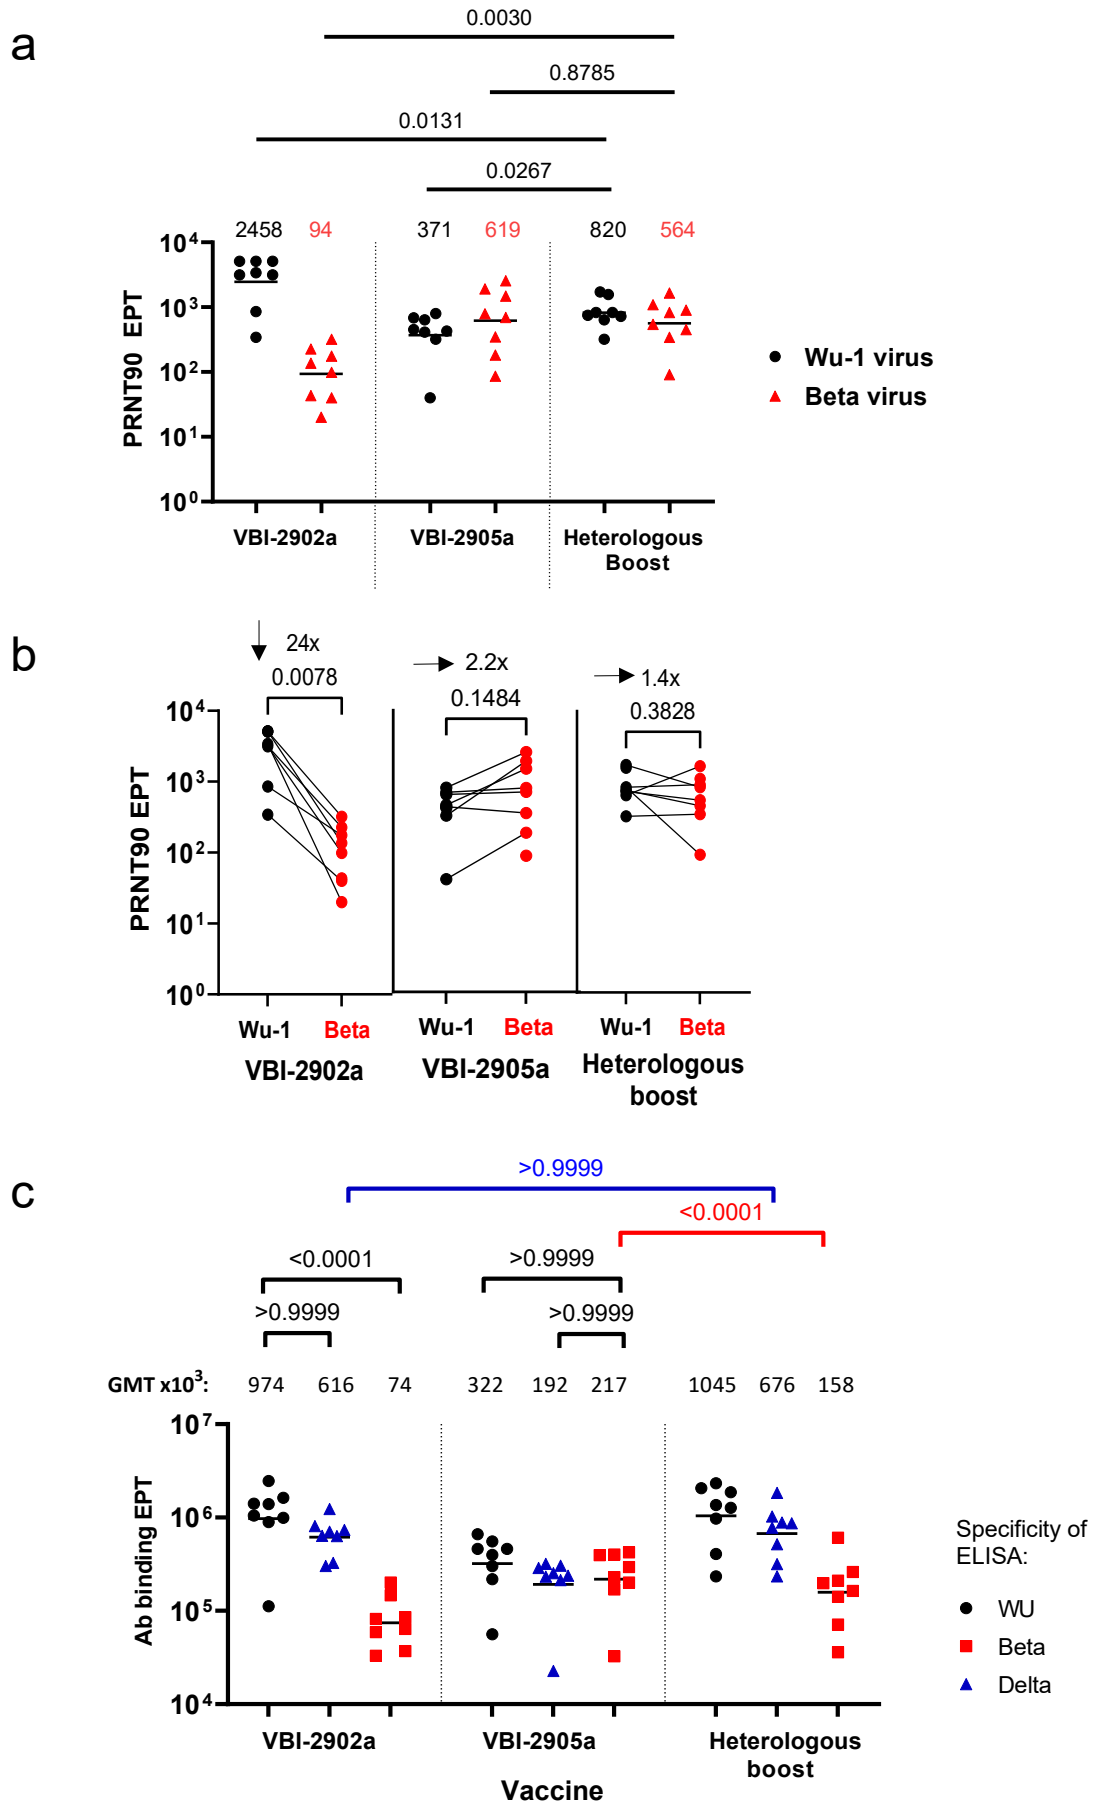 a
0.0030
0.8785
0.0131
0.0267
2458 94 371 619 820 564
10⁴
10³
10²
10¹
10⁰
PRNT90 EPT
Wu-1 virus
Beta virus
VBI-2902a VBI-2905a Heterologous
Boost
b
24x 2.2x 1.4x
0.0078 0.1484 0.3828
10⁴
10³
10²
10¹
10⁰
PRNT90 EPT
Wu-1 Beta Wu-1 Beta Wu-1 Beta
VBI-2902a VBI-2905a Heterologous
boost
c
>0.9999
<0.0001
<0.0001 >0.9999
>0.9999 >0.9999
GMT x10³: 974 616 74 322 192 217 1045 676 158
10⁷
10⁶
10⁵
10⁴
Ab binding EPT
Specificity of
ELISA:
WU
Beta
Delta
VBI-2902a VBI-2905a Heterologous
boost
Vaccine